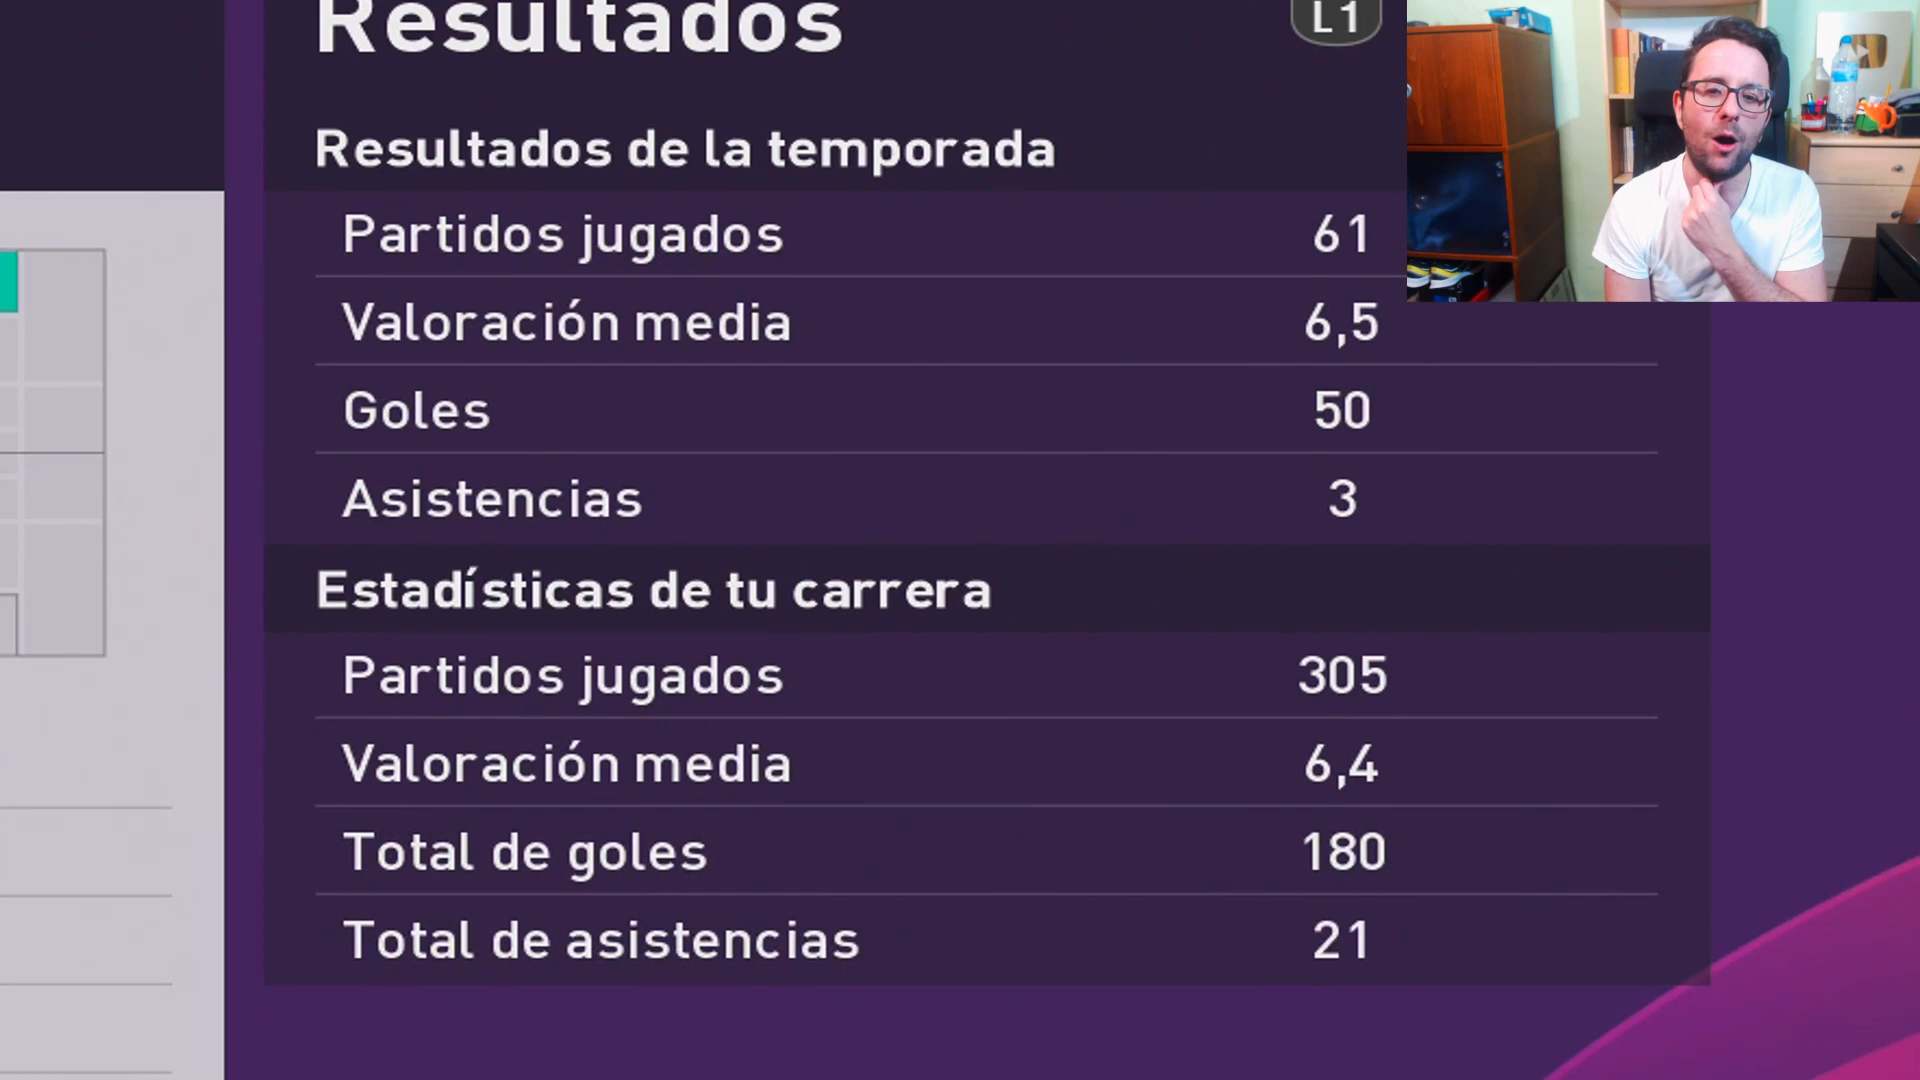 Resultados
L1
Resultados de la temporada
Partidos jugados 61
Valoración media 6,5
Goles 50
Asistencias 3
Estadísticas de tu carrera
Partidos jugados 305
Valoración media 6,4
Total de goles 180
Total de asistencias 21